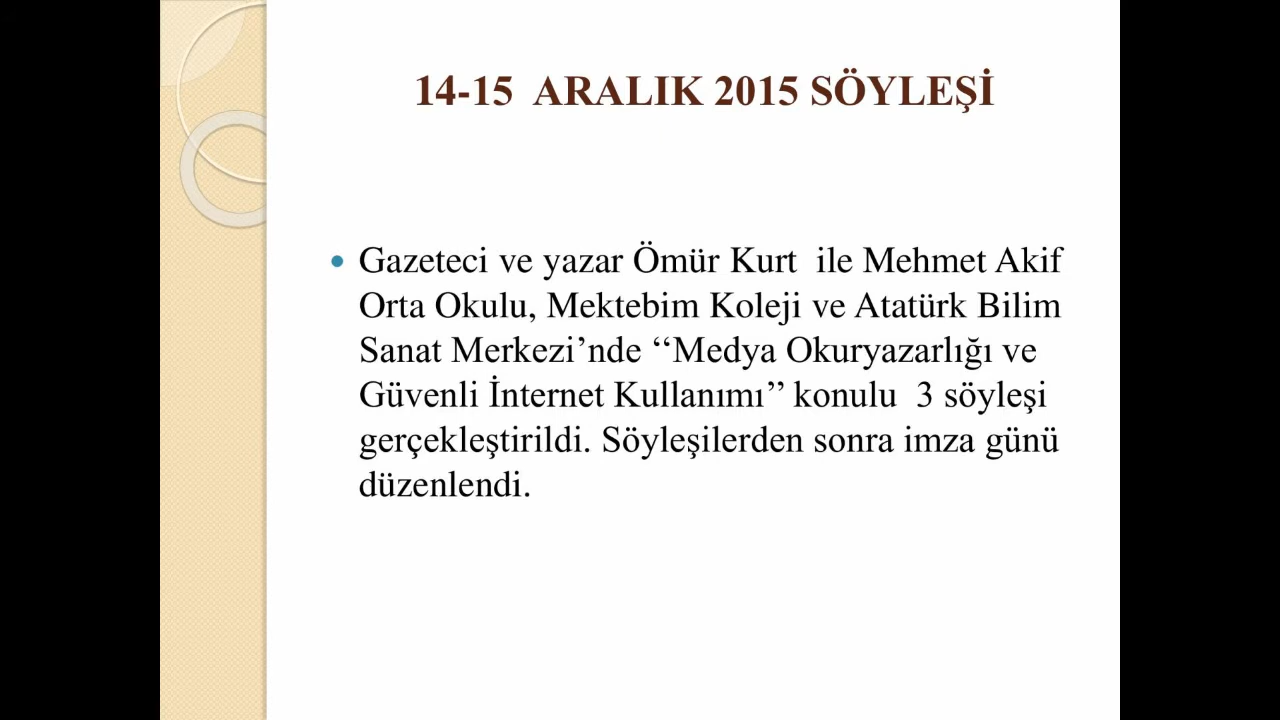 14-15  ARALIK 2015 SÖYLEŞİ
• Gazeteci ve yazar Ömür Kurt  ile Mehmet Akif
Orta Okulu, Mektebim Koleji ve Atatürk Bilim
Sanat Merkezi’nde ‘‘Medya Okuryazarlığı ve
Güvenli İnternet Kullanımı’’ konulu  3 söyleşi
gerçekleştirildi. Söyleşilerden sonra imza günü
düzenlendi.